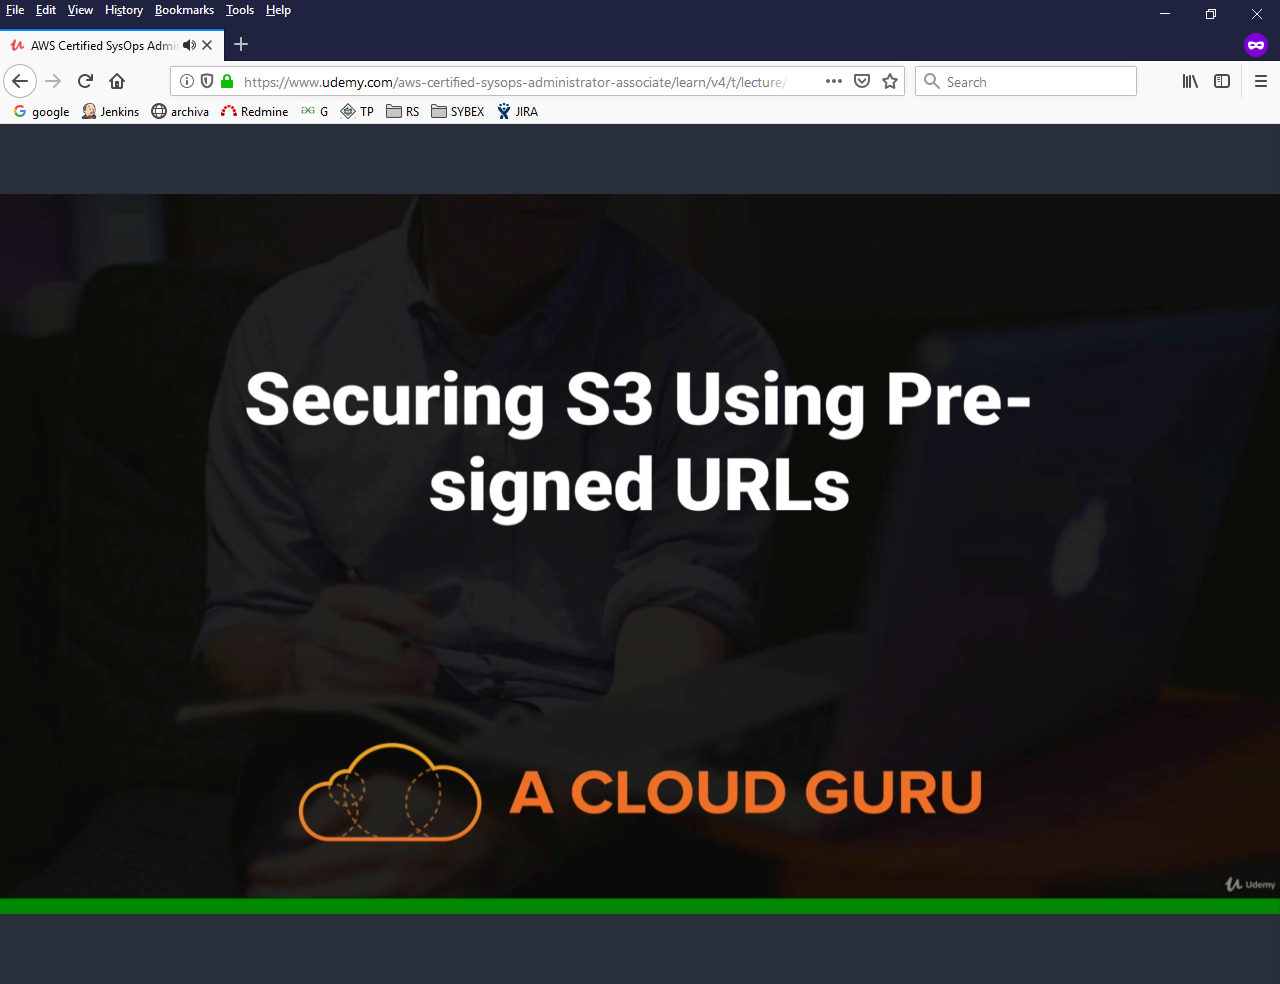 File Edit View History Bookmarks Tools Help
AWS Certified SysOps Admi
https://www.udemy.com/aws-certified-sysops-administrator-associate/learn/v4/t/lecture/
Search
google Jenkins archiva Redmine G TP RS SYBEX JIRA
Securing S3 Using Pre-
signed URLs
A CLOUD GURU
Udemy